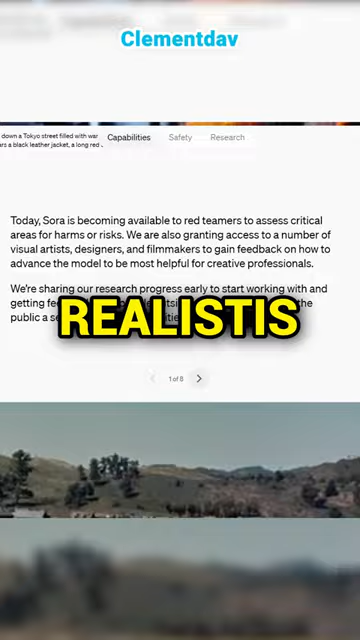 Clementdav
down a Tokyo street filled with war
ars a black leather jacket, a long red
Capabilities Safety Research
Today, Sora is becoming available to red teamers to assess critical
areas for harms or risks. We are also granting access to a number of
visual artists, designers, and filmmakers to gain feedback on how to
advance the model to be most helpful for creative professionals.
We're sharing our research progress early to start working with and
getting
the
REALISTIS
public a
1 of 8